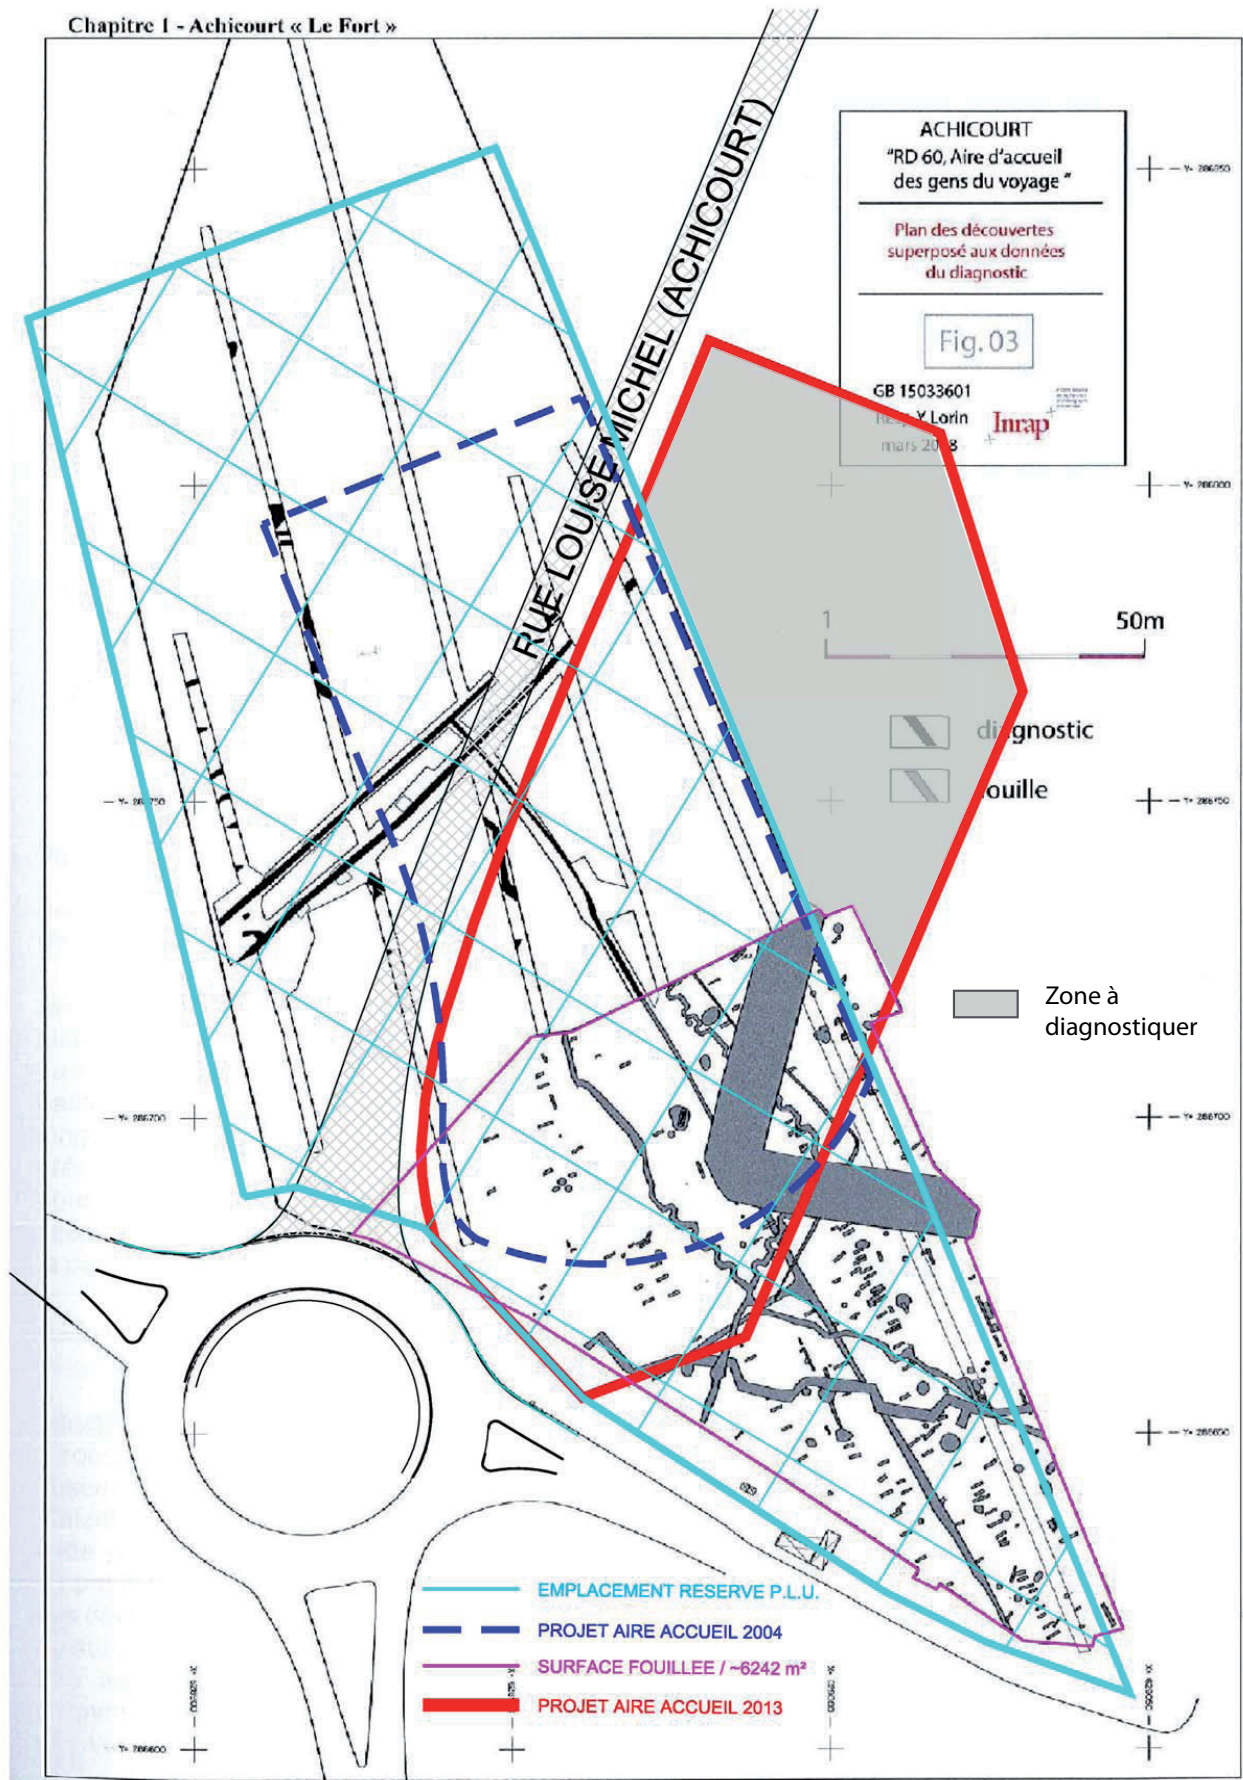 Chapitre 1 - Achicourt « Le Fort »
ACHICOURT
"RD 60, Aire d'accueil
des gens du voyage "
Plan des découvertes
superposé aux données
du diagnostic
Fig. 03
GB 15033601
Y Lorin
Inrap
mars
RUE LOUISE MICHEL (ACHICOURT)
1 50m
diagnostic
fouille
Zone à
diagnostiquer
EMPLACEMENT RESERVE P.L.U.
PROJET AIRE ACCUEIL 2004
SURFACE FOUILLEE / ~6242 m²
PROJET AIRE ACCUEIL 2013